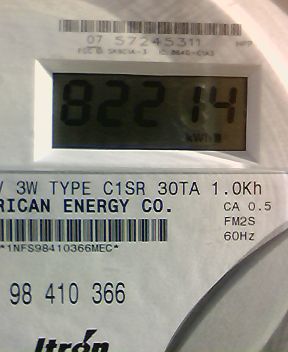 07 57245311
82214
kWh
V 3W TYPE C1SR 30TA 1.0Kh
RICAN ENERGY CO.
CA 0.5
FM2S
60Hz
*1NFS98410366MEC*
98 410 366
Itrón